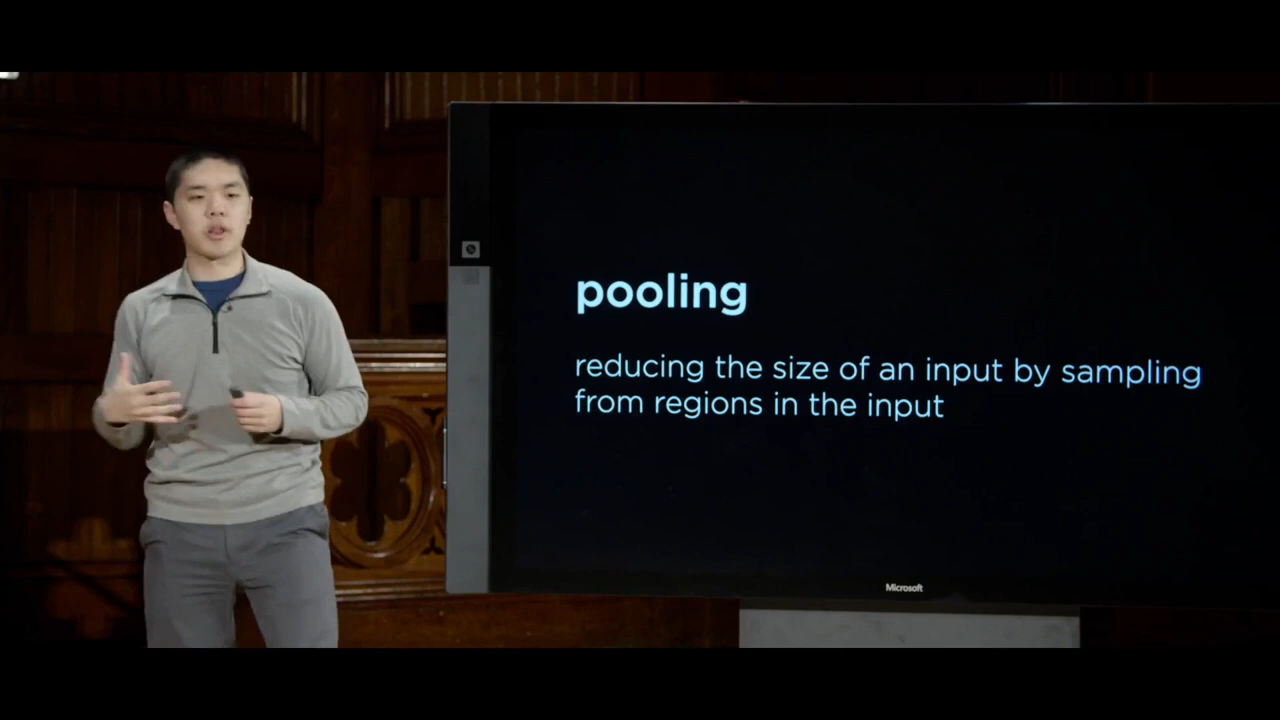 pooling
reducing the size of an input by sampling
from regions in the input
Microsoft